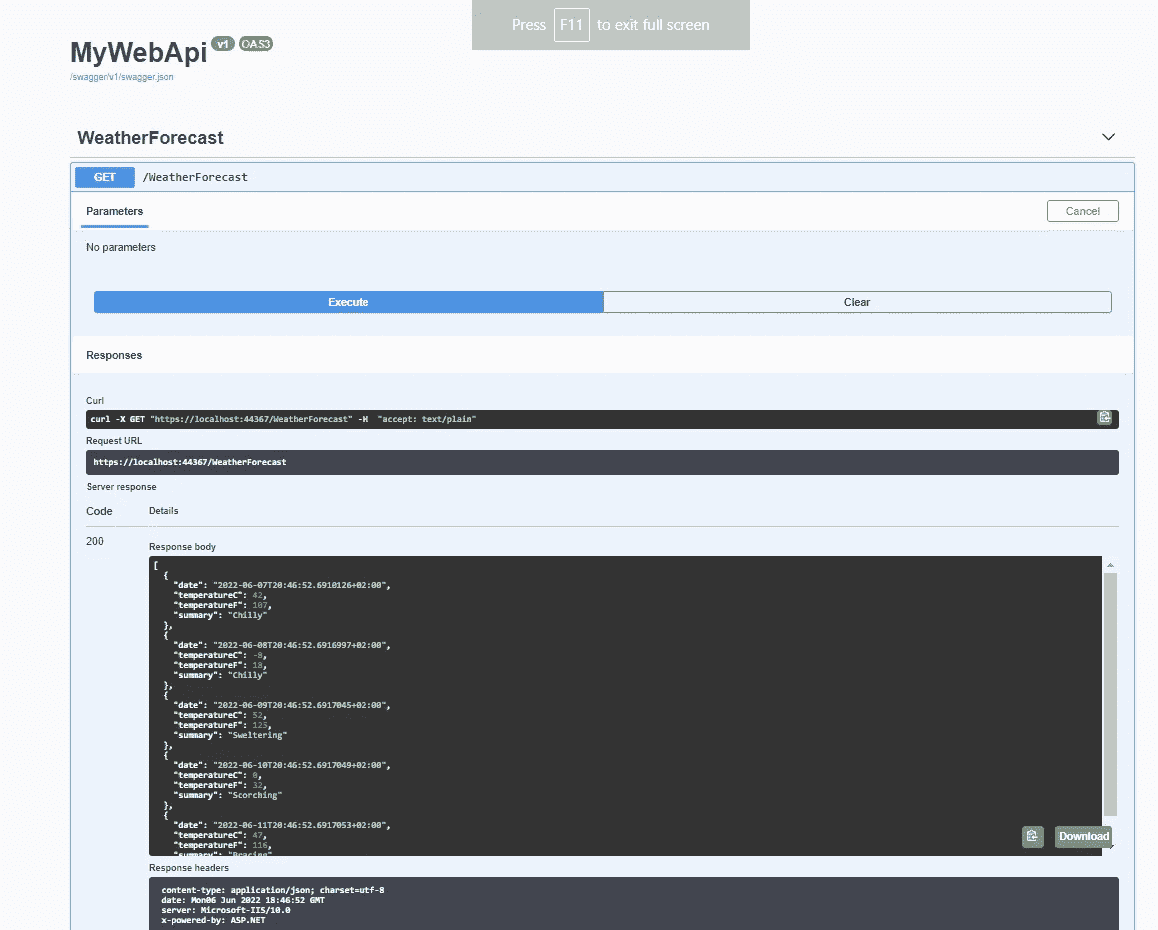 Press F11 to exit full screen
MyWebApi v1 OAS3
/swagger/v1/swagger.json
WeatherForecast
GET /WeatherForecast
Parameters
Cancel
No parameters
Execute
Clear
Responses
Curl
curl -X GET "https://localhost:44367/WeatherForecast" -H "accept: text/plain"
Request URL
https://localhost:44367/WeatherForecast
Server response
Code Details
200
Response body
[
{
"date": "2022-06-07T20:46:52.6910126+02:00",
"temperatureC": 42,
"temperatureF": 107,
"summary": "Chilly"
},
{
"date": "2022-06-08T20:46:52.6916997+02:00",
"temperatureC": -8,
"temperatureF": 18,
"summary": "Chilly"
},
{
"date": "2022-06-09T20:46:52.6917045+02:00",
"temperatureC": 52,
"temperatureF": 125,
"summary": "Sweltering"
},
{
"date": "2022-06-10T20:46:52.6917049+02:00",
"temperatureC": 0,
"temperatureF": 32,
"summary": "Scorching"
},
{
"date": "2022-06-11T20:46:52.6917053+02:00",
"temperatureC": 47,
"temperatureF": 116,
"summary": "Bracing"
Download
Response headers
content-type: application/json; charset=utf-8
date: Mon06 Jun 2022 18:46:52 GMT
server: Microsoft-IIS/10.0
x-powered-by: ASP.NET